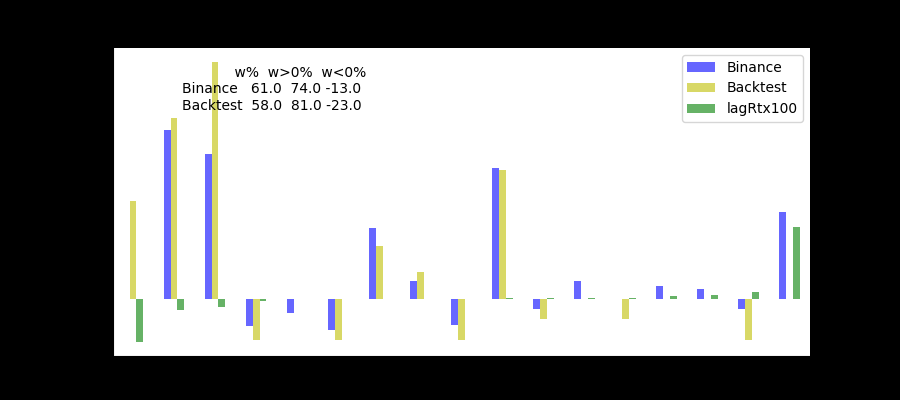 w% w>0% w<0%
Binance 61.0 74.0 -13.0
Backtest 58.0 81.0 -23.0
Binance
Backtest
lagRtx100